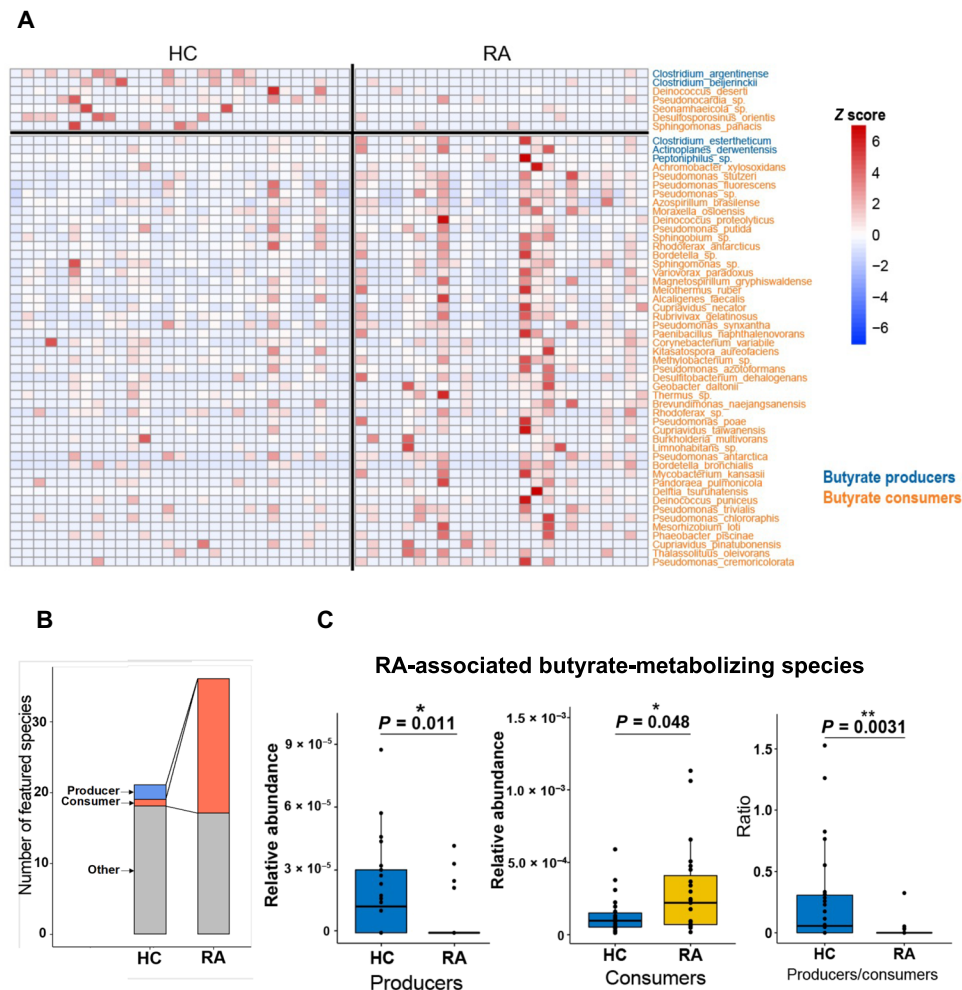 A
HC RA
Clostridium_argentinense
Clostridium_beijerinckii
Deinococcus_deserti
Pseudonocardia_sp.
Seonamhaeicola_sp.
Desulfosporosinus_orientis
Sphingomonas_panacis
Clostridium_estertheticum
Actinoplanes_derwentensis
Peptoniphilus_sp.
Achromobacter_xylosoxidans
Pseudomonas_stutzeri
Pseudomonas_fluorescens
Pseudomonas_sp.
Azospirillum_brasilense
Moraxella_osloensis
Deinococcus_proteolyticus
Pseudomonas_putida
Sphingobium_sp.
Rhodoferax_antarcticus
Bordetella_sp.
Sphingomonas_sp.
Variovorax_paradoxus
Magnetospirillum_gryphiswaldense
Meiothermus_ruber
Alcaligenes_faecalis
Cupriavidus_necator
Rubrivivax_gelatinosus
Pseudomonas_synxantha
Paenibacillus_naphthalenovorans
Corynebacterium_variabile
Kitasatospora_aureofaciens
Methylobacterium_sp.
Pseudomonas_azotoformans
Desulfitobacterium_dehalogenans
Geobacter_daltonii
Thermus_sp.
Brevundimonas_naejangsanensis
Rhodoferax_sp.
Pseudomonas_poae
Cupriavidus_taiwanensis
Burkholderia_multivorans
Limnohabitans_sp.
Pseudomonas_antarctica
Bordetella_bronchialis
Mycobacterium_kansasii
Pandoraea_pulmonicola
Delftia_tsuruhatensis
Deinococcus_puniceus
Pseudomonas_trivialis
Pseudomonas_chlororaphis
Mesorhizobium_loti
Phaeobacter_piscinae
Cupriavidus_pinatubonensis
Thalassolituus_oleivorans
Pseudomonas_cremoricolorata
Z score
6
4
2
0
−2
−4
−6
Butyrate producers
Butyrate consumers
B
Number of featured species
30
20
10
0
Producer
Consumer
Other
HC RA
C
RA-associated butyrate-metabolizing species
*
P = 0.011
Relative abundance
9 × 10⁻⁵
6 × 10⁻⁵
3 × 10⁻⁵
0
HC RA
Producers
*
P = 0.048
Relative abundance
1.5 × 10⁻³
1.0 × 10⁻³
5.0 × 10⁻⁴
0
HC RA
Consumers
**
P = 0.0031
Ratio
1.5
1.0
0.5
0
HC RA
Producers/consumers